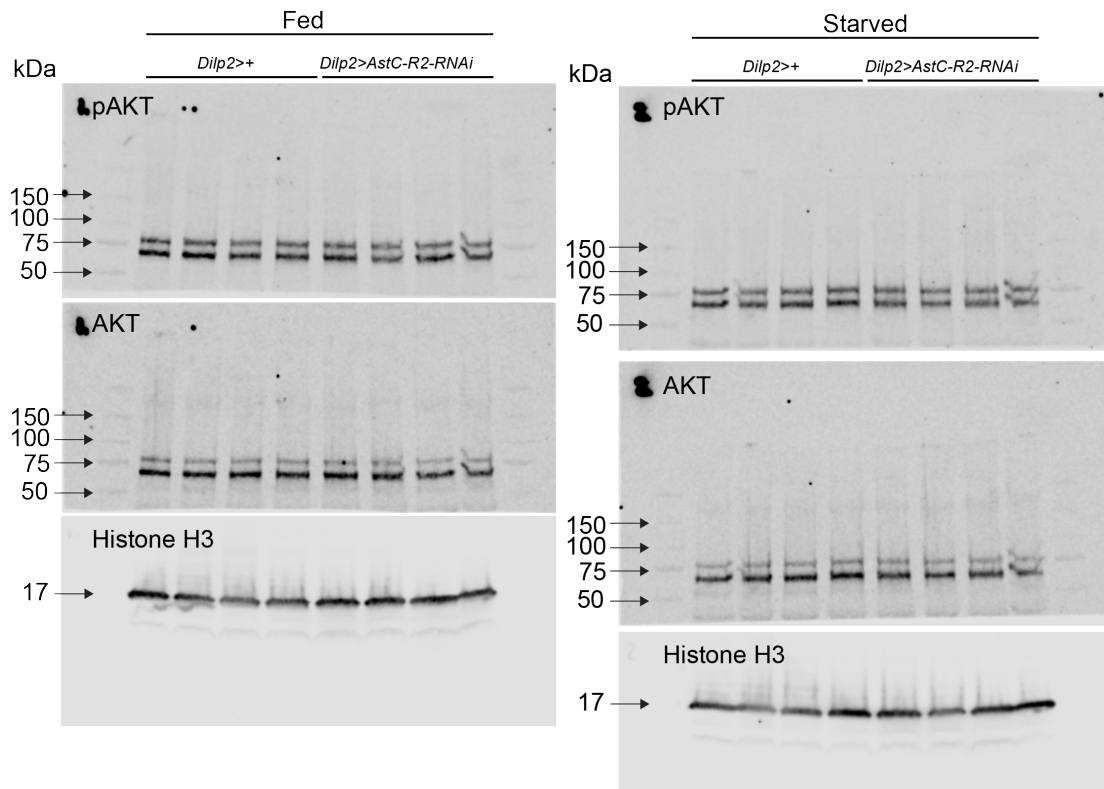 Fed
Dilp2>+ Dilp2>AstC-R2-RNAi
kDa
pAKT
150
100
75
50
AKT
150
100
75
50
Histone H3
17
Starved
Dilp2>+ Dilp2>AstC-R2-RNAi
kDa
pAKT
150
100
75
50
AKT
150
100
75
50
Histone H3
17